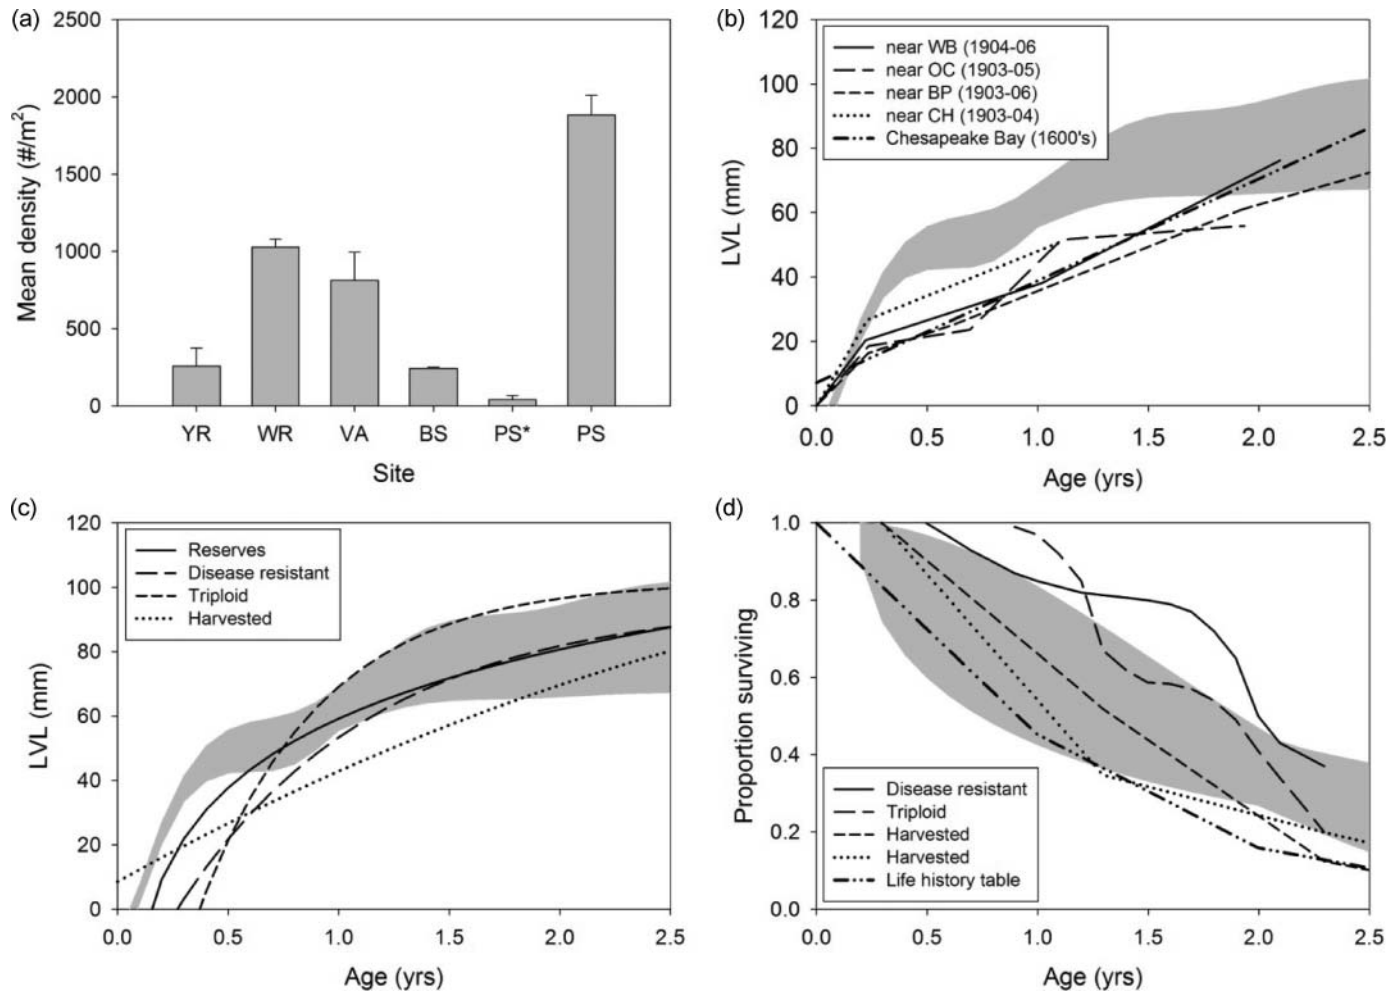 (a)
2500
2000
1500
1000
500
0
Mean density (#/m²)
YR WR VA BS PS* PS
Site
(b)
120
100
80
60
40
20
0
LVL (mm)
near WB (1904-06
near OC (1903-05)
near BP (1903-06)
near CH (1903-04)
Chesapeake Bay (1600's)
0.0 0.5 1.0 1.5 2.0 2.5
Age (yrs)
(c)
120
100
80
60
40
20
0
LVL (mm)
Reserves
Disease resistant
Triploid
Harvested
0.0 0.5 1.0 1.5 2.0 2.5
Age (yrs)
(d)
1.0
0.8
0.6
0.4
0.2
0.0
Proportion surviving
Disease resistant
Triploid
Harvested
Harvested
Life history table
0.0 0.5 1.0 1.5 2.0 2.5
Age (yrs)